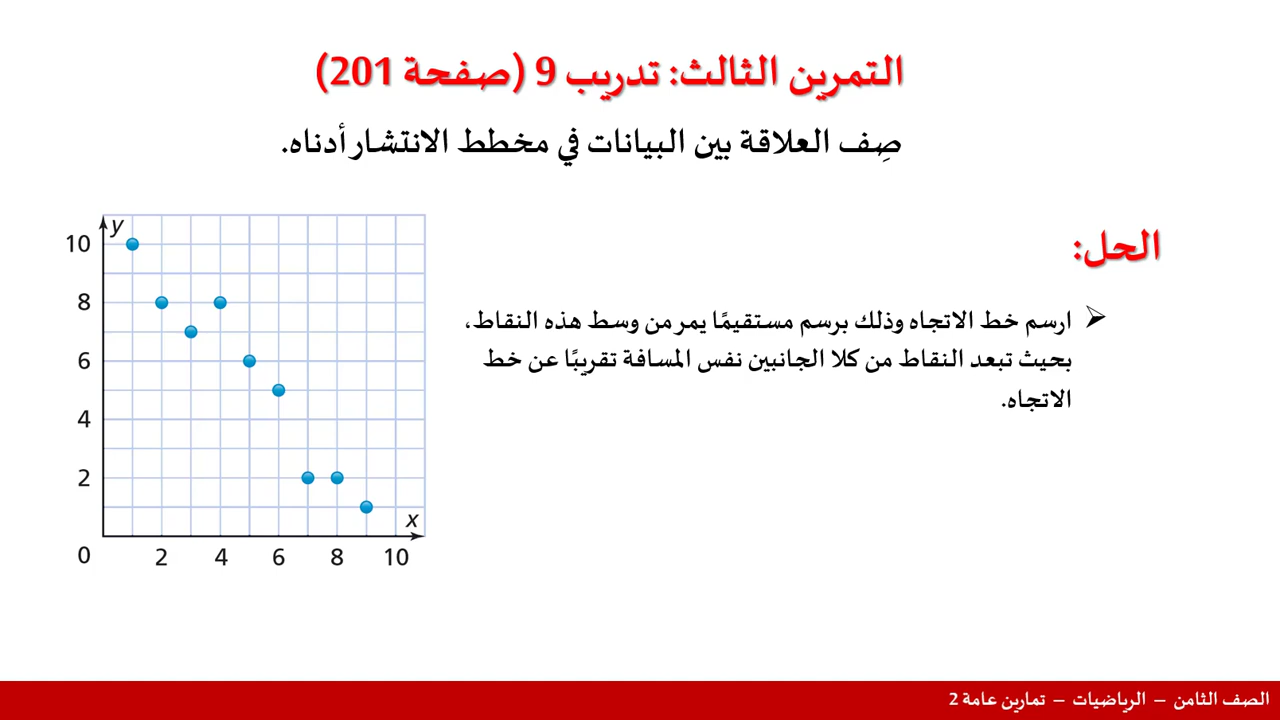 التمرين الثالث: تدريب 9 (صفحة 201)
صِف العلاقة بين البيانات في مخطط الانتشار أدناه.
الحل:
ارسم خط الاتجاه وذلك برسم مستقيمًا يمر من وسط هذه النقاط،
بحيث تبعد النقاط من كلا الجانبين نفس المسافة تقريبًا عن خط
الاتجاه.
y
10
8
6
4
2
x
0
2 4 6 8 10
الصف الثامن – الرياضيات – تمارين عامة 2